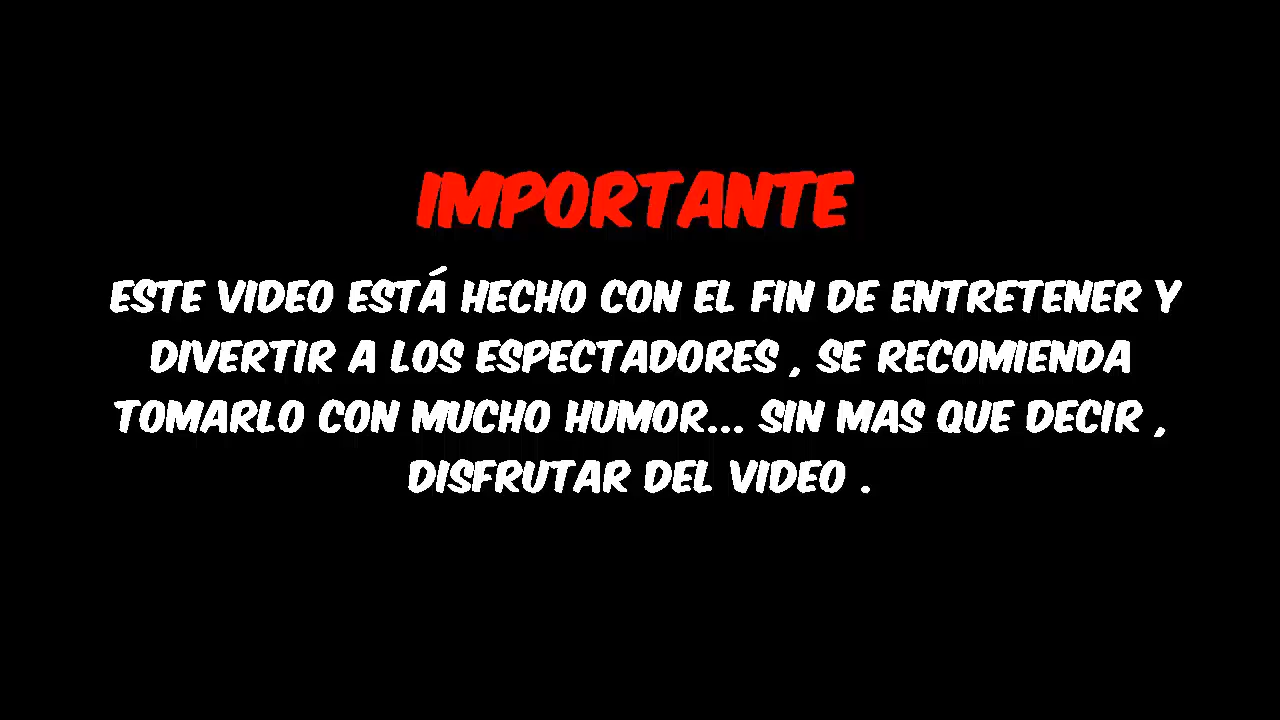 IMPORTANTE
ESTE VIDEO ESTÁ HECHO CON EL FIN DE ENTRETENER Y
DIVERTIR A LOS ESPECTADORES , SE RECOMIENDA
TOMARLO CON MUCHO HUMOR... SIN MAS QUE DECIR ,
DISFRUTAR DEL VIDEO .